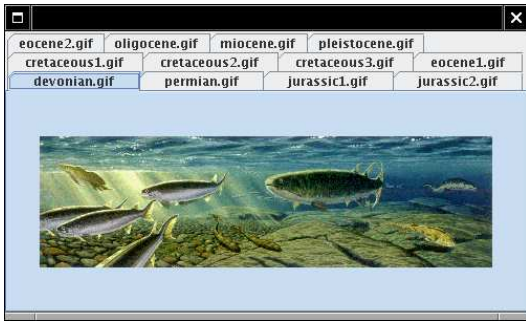 eocene2.gif oligocene.gif miocene.gif pleistocene.gif
cretaceous1.gif cretaceous2.gif cretaceous3.gif eocene1.gif
devonian.gif permian.gif jurassic1.gif jurassic2.gif